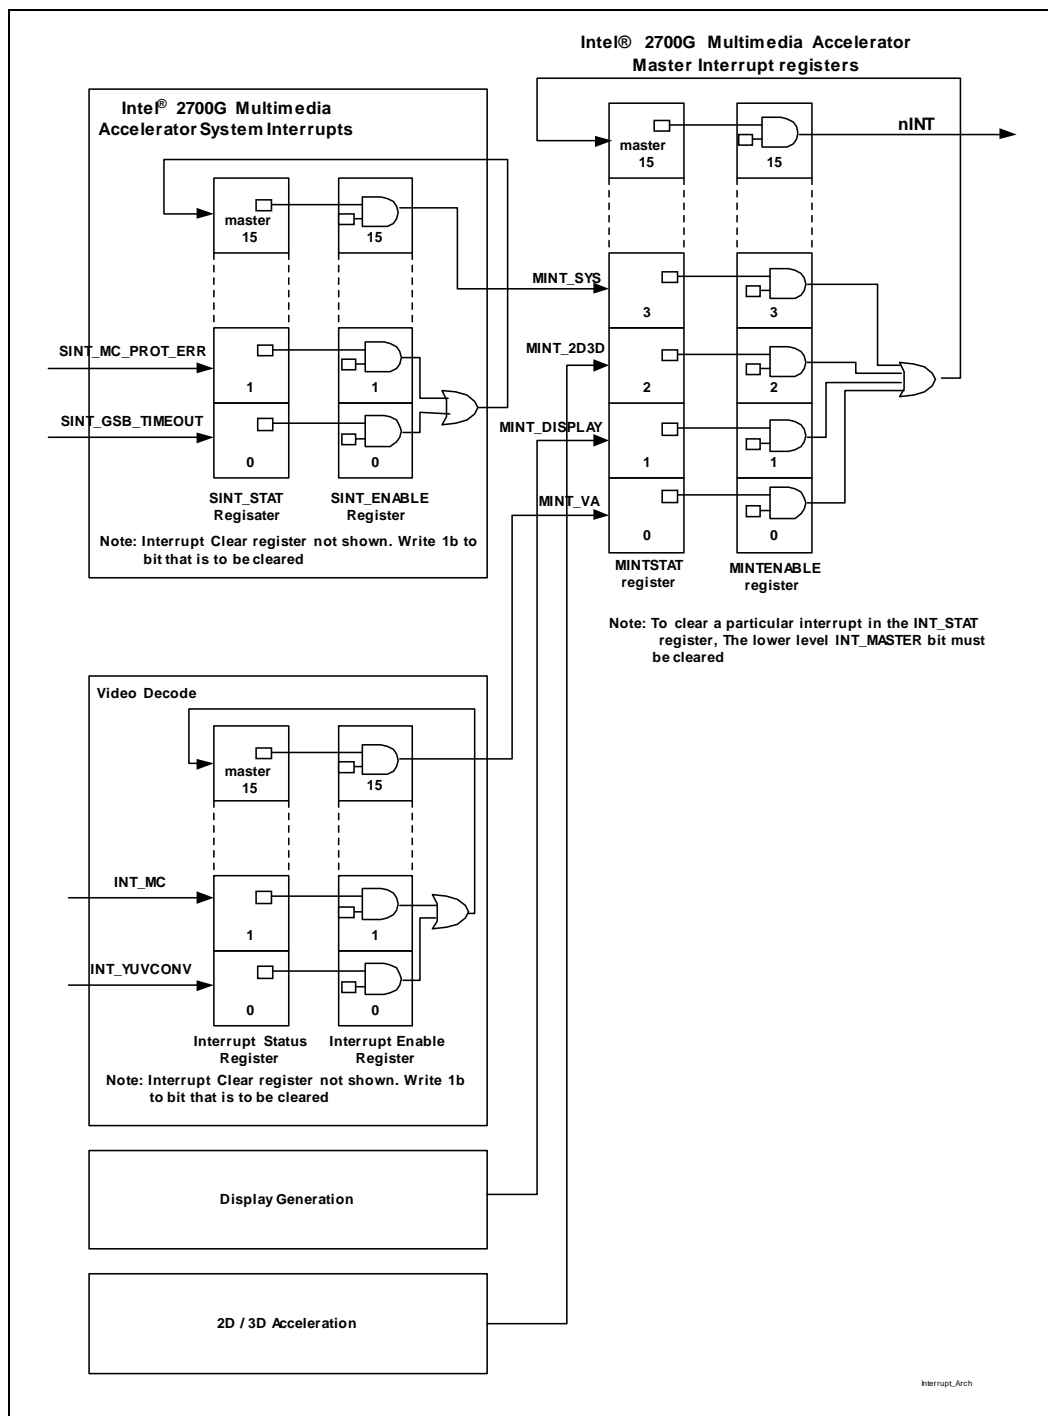 Intel® 2700G Multimedia Accelerator
Master Interrupt registers
Intel® 2700G Multimedia
Accelerator System Interrupts
nINT
master
15
15
master
15
15
MINT_SYS
3
3
SINT_MC_PROT_ERR
1
1
MINT_2D3D
2
2
SINT_GSB_TIMEOUT
0
0
MINT_DISPLAY
1
1
SINT_STAT
Regisater
SINT_ENABLE
Register
MINT_VA
0
0
Note: Interrupt Clear register not shown. Write 1b to
bit that is to be cleared
MINTSTAT
register
MINTENABLE
register
Note: To clear a particular interrupt in the INT_STAT
register, The lower level INT_MASTER bit must
be cleared
Video Decode
master
15
15
INT_MC
1
1
INT_YUVCONV
0
0
Interrupt Status
Register
Interrupt Enable
Register
Note: Interrupt Clear register not shown. Write 1b
to bit that is to be cleared
Display Generation
2D / 3D Acceleration
Interrupt_Arch